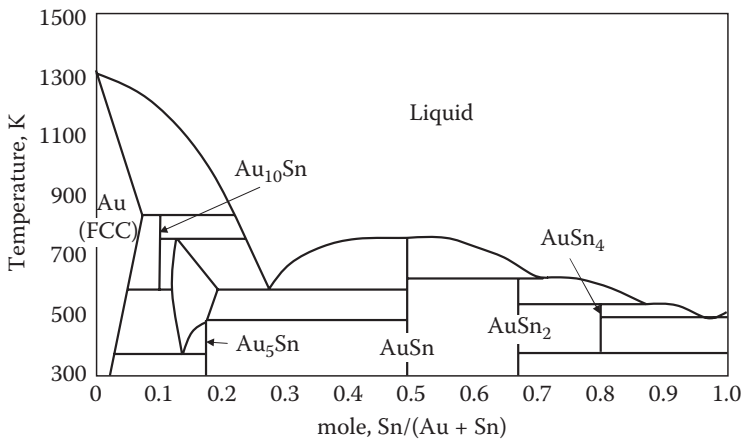 1500
1300
1100
900
700
500
300
Temperature, K
Liquid
Au₁₀Sn
Au
(FCC)
AuSn₄
AuSn₂
Au₅Sn
AuSn
0
0.1
0.2
0.3
0.4
0.5
0.6
0.7
0.8
0.9
1.0
mole, Sn/(Au + Sn)